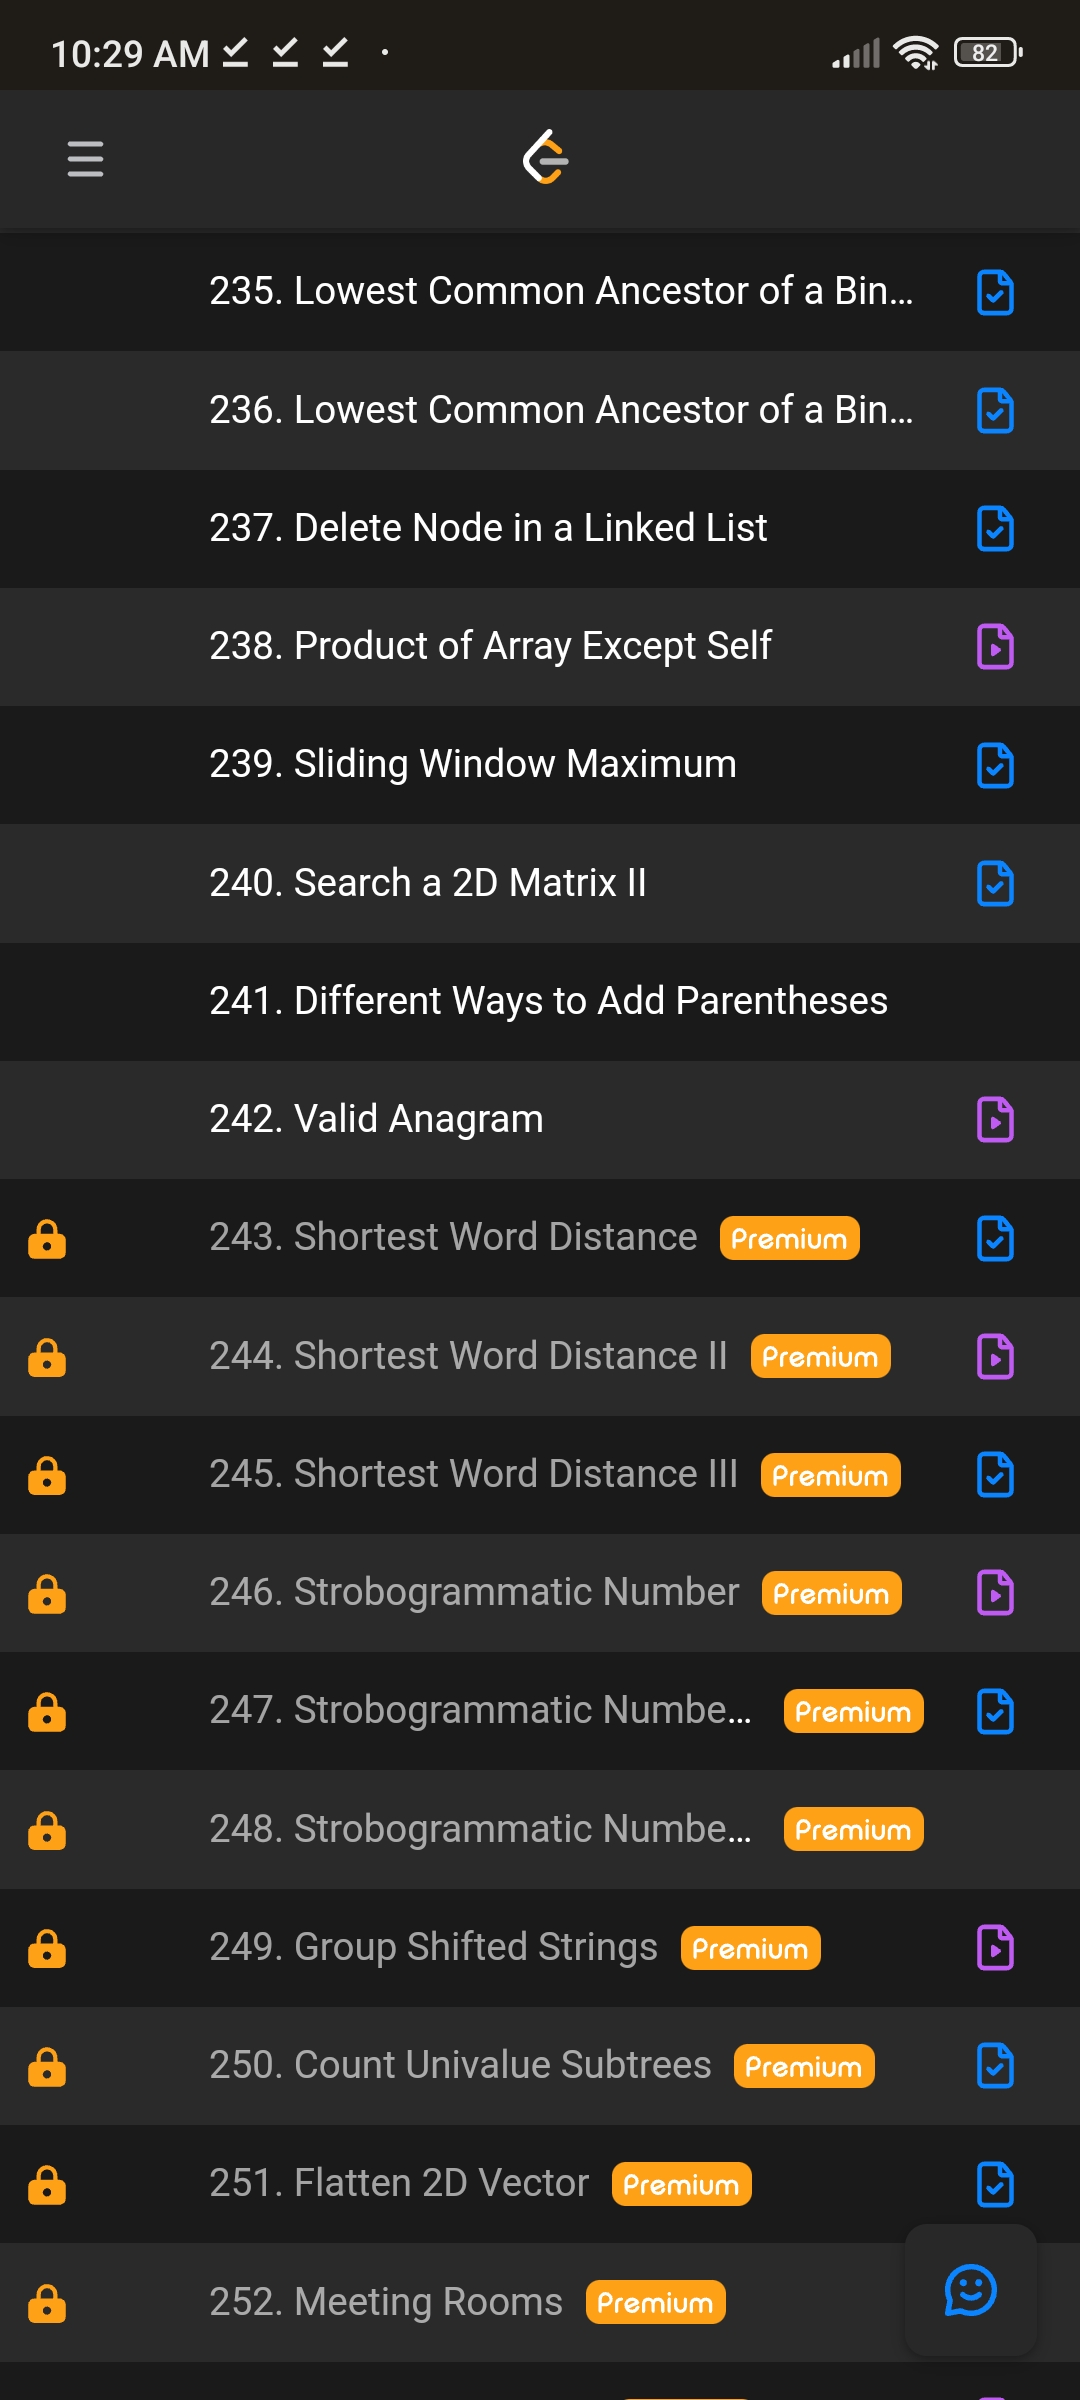 10:29 AM
82
235. Lowest Common Ancestor of a Bin...
236. Lowest Common Ancestor of a Bin...
237. Delete Node in a Linked List
238. Product of Array Except Self
239. Sliding Window Maximum
240. Search a 2D Matrix II
241. Different Ways to Add Parentheses
242. Valid Anagram
243. Shortest Word Distance Premium
244. Shortest Word Distance II Premium
245. Shortest Word Distance III Premium
246. Strobogrammatic Number Premium
247. Strobogrammatic Numbe... Premium
248. Strobogrammatic Numbe... Premium
249. Group Shifted Strings Premium
250. Count Univalue Subtrees Premium
251. Flatten 2D Vector Premium
252. Meeting Rooms Premium